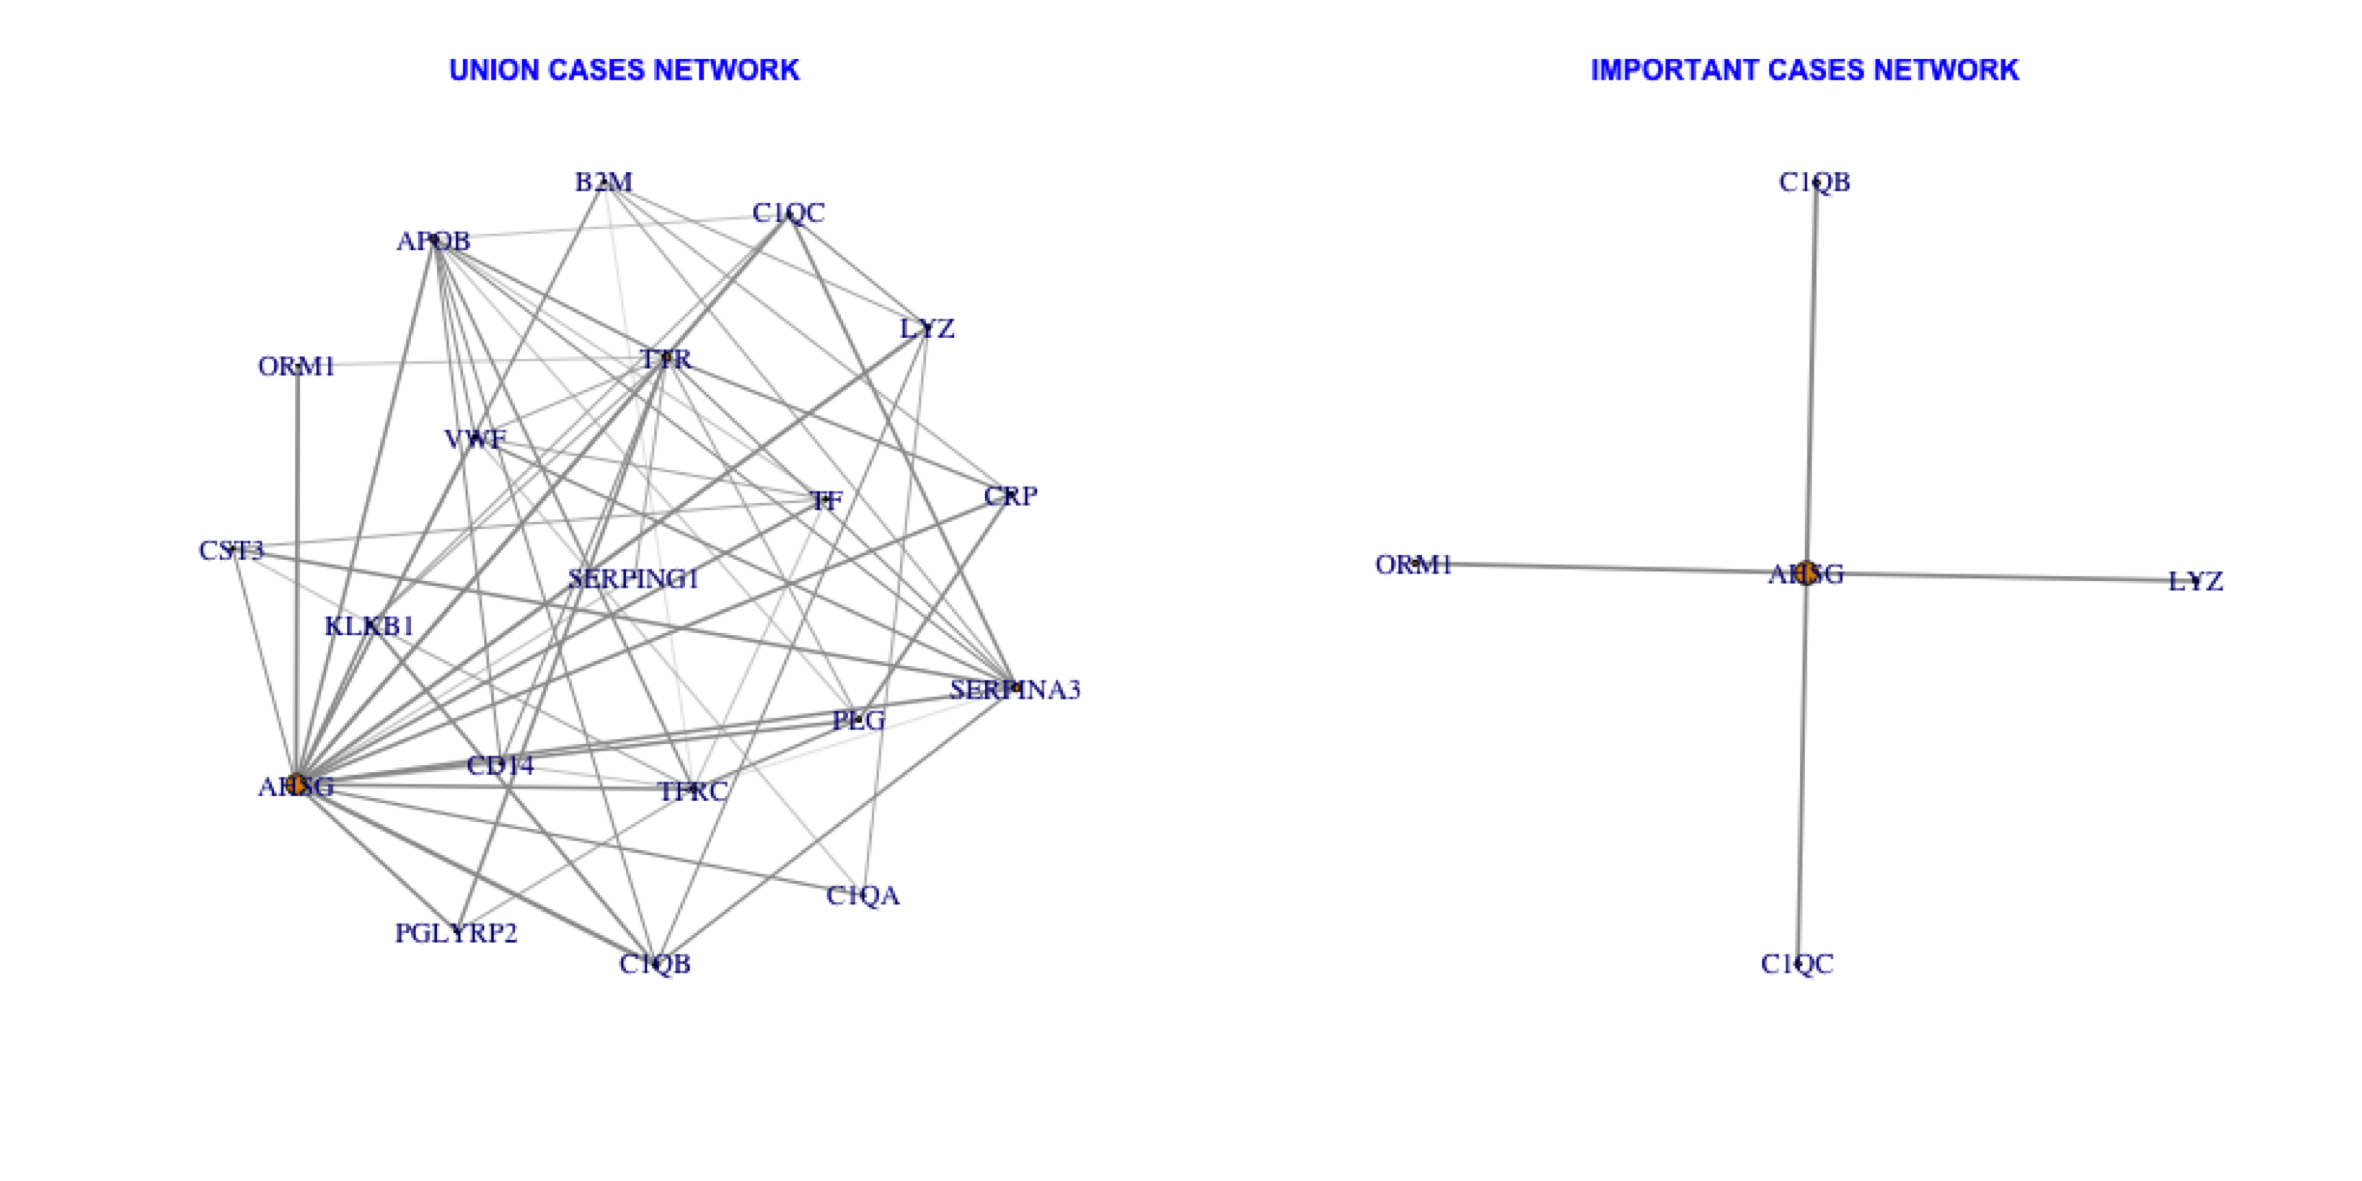 UNION CASES NETWORK
B2M
C1QC
APOB
LYZ
TTR
ORM1
VWF
TF
CRP
CST3
SERPING1
KLKB1
SERPINA3
PLG
CD14
AHSG
TFRC
C1QA
PGLYRP2
C1QB
IMPORTANT CASES NETWORK
C1QB
ORM1
AHSG
LYZ
C1QC